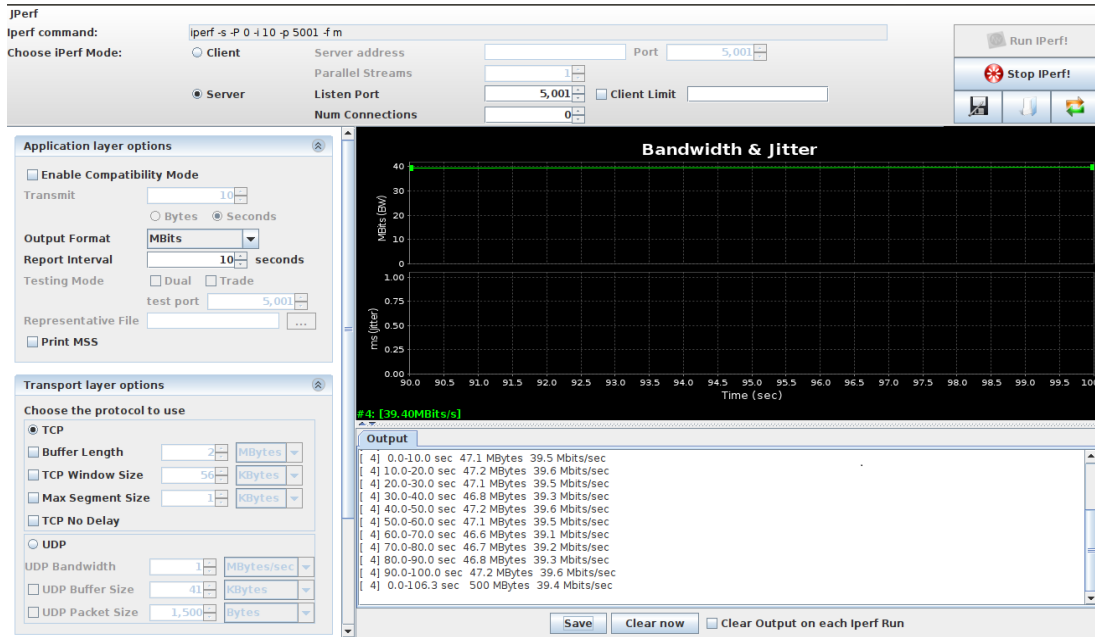 JPerf
Iperf command: iperf -s -P 0 -i 10 -p 5001 -f m
Choose iPerf Mode: Client Server address Port 5,001
Parallel Streams 1
Server Listen Port 5,001 Client Limit
Num Connections 0
Run IPerf!
Stop IPerf!
Application layer options
Enable Compatibility Mode
Transmit 10
Bytes Seconds
Output Format MBits
Report Interval 10 seconds
Testing Mode Dual Trade
test port 5,001
Representative File ...
Print MSS
Transport layer options
Choose the protocol to use
TCP
Buffer Length 2 MBytes
TCP Window Size 56 KBytes
Max Segment Size 1 KBytes
TCP No Delay
UDP
UDP Bandwidth 1 MBytes/sec
UDP Buffer Size 41 KBytes
UDP Packet Size 1,500 Bytes
Bandwidth & Jitter
MBits (BW)
40
30
20
10
0
ms (jitter)
1.00
0.75
0.50
0.25
0.00
90.0 90.5 91.0 91.5 92.0 92.5 93.0 93.5 94.0 94.5 95.0 95.5 96.0 96.5 97.0 97.5 98.0 98.5 99.0 99.5 100
Time (sec)
#4: [39.40MBits/s]
Output
[ 4] 0.0-10.0 sec 47.1 MBytes 39.5 Mbits/sec
[ 4] 10.0-20.0 sec 47.2 MBytes 39.6 Mbits/sec
[ 4] 20.0-30.0 sec 47.1 MBytes 39.5 Mbits/sec
[ 4] 30.0-40.0 sec 46.8 MBytes 39.3 Mbits/sec
[ 4] 40.0-50.0 sec 47.2 MBytes 39.6 Mbits/sec
[ 4] 50.0-60.0 sec 47.1 MBytes 39.5 Mbits/sec
[ 4] 60.0-70.0 sec 46.6 MBytes 39.1 Mbits/sec
[ 4] 70.0-80.0 sec 46.7 MBytes 39.2 Mbits/sec
[ 4] 80.0-90.0 sec 46.8 MBytes 39.3 Mbits/sec
[ 4] 90.0-100.0 sec 47.2 MBytes 39.6 Mbits/sec
[ 4] 0.0-106.3 sec 500 MBytes 39.4 Mbits/sec
Save Clear now Clear Output on each Iperf Run